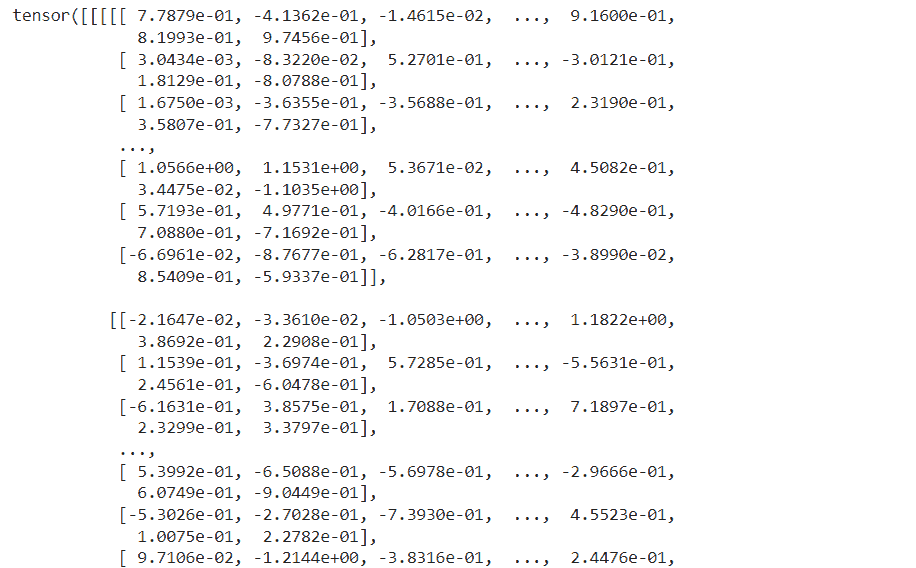 tensor([[[[[ 7.7879e-01, -4.1362e-01, -1.4615e-02,  ...,  9.1600e-01,
            8.1993e-01,  9.7456e-01],
          [ 3.0434e-03, -8.3220e-02,  5.2701e-01,  ..., -3.0121e-01,
            1.8129e-01, -8.0788e-01],
          [ 1.6750e-03, -3.6355e-01, -3.5688e-01,  ...,  2.3190e-01,
            3.5807e-01, -7.7327e-01],
          ...,
          [ 1.0566e+00,  1.1531e+00,  5.3671e-02,  ...,  4.5082e-01,
            3.4475e-02, -1.1035e+00],
          [ 5.7193e-01,  4.9771e-01, -4.0166e-01,  ..., -4.8290e-01,
            7.0880e-01, -7.1692e-01],
          [-6.6961e-02, -8.7677e-01, -6.2817e-01,  ..., -3.8990e-02,
            8.5409e-01, -5.9337e-01]],

         [[-2.1647e-02, -3.3610e-02, -1.0503e+00,  ...,  1.1822e+00,
            3.8692e-01,  2.2908e-01],
          [ 1.1539e-01, -3.6974e-01,  5.7285e-01,  ..., -5.5631e-01,
            2.4561e-01, -6.0478e-01],
          [-6.1631e-01,  3.8575e-01,  1.7088e-01,  ...,  7.1897e-01,
            2.3299e-01,  3.3797e-01],
          ...,
          [ 5.3992e-01, -6.5088e-01, -5.6978e-01,  ..., -2.9666e-01,
            6.0749e-01, -9.0449e-01],
          [-5.3026e-01, -2.7028e-01, -7.3930e-01,  ...,  4.5523e-01,
            1.0075e-01,  2.2782e-01],
          [ 9.7106e-02, -1.2144e+00, -3.8316e-01,  ...,  2.4476e-01,